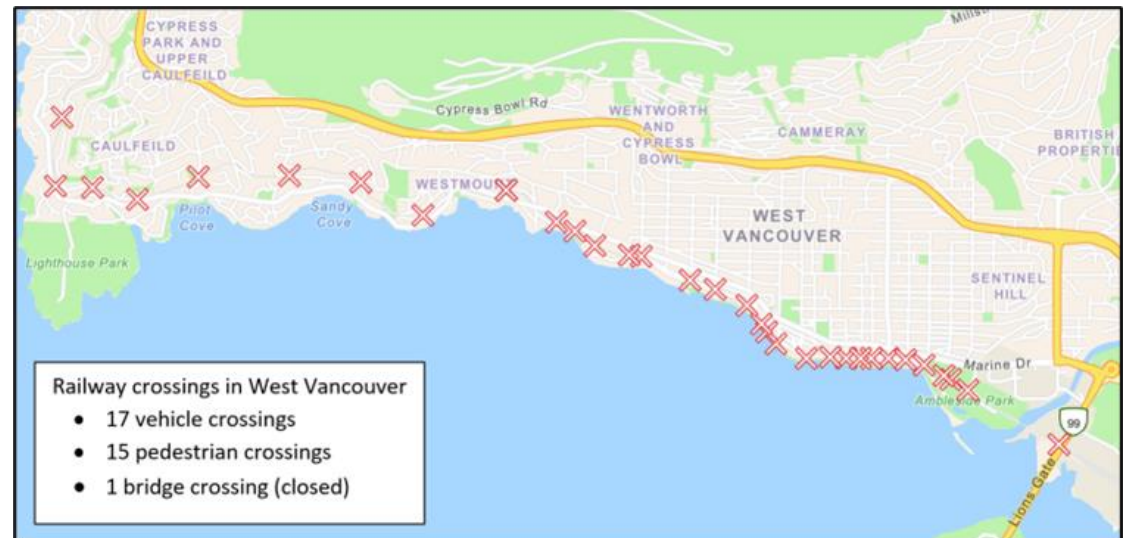 CYPRESS
PARK AND
UPPER
CAULFEILD
Cypress Bowl Rd
WENTWORTH
AND
CYPRESS
BOWL
CAMMERAY
BRITISH
PROPERTIE
CAULFEILD
WESTMOUNT
Pilot
Cove
Sandy
Cove
WEST
VANCOUVER
Lighthouse Park
SENTINEL
HILL
Marine Dr
Ambleside Park
99
Lions Gate
Railway crossings in West Vancouver
• 17 vehicle crossings
• 15 pedestrian crossings
• 1 bridge crossing (closed)